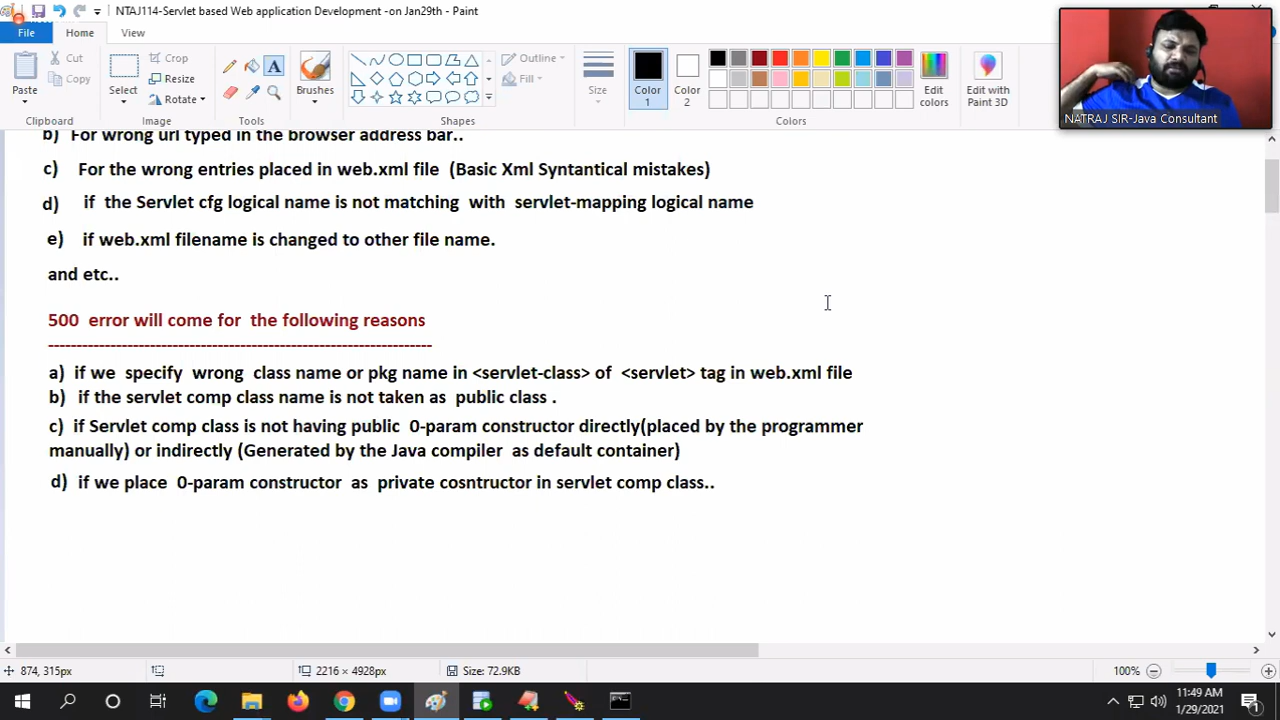 NTAJ114-Servlet based Web application Development -on Jan29th - Paint
File
Home
View
Paste
Cut
Copy
Clipboard
Select
Crop
Resize
Rotate
Image
A
Tools
Brushes
Outline
Fill
Shapes
Size
Color
1
Color
2
Edit
colors
Edit with
Paint 3D
Colors
NATRAJ SIR-Java Consultant
b) For wrong url typed in the browser address bar..
c) For the wrong entries placed in web.xml file (Basic Xml Syntantical mistakes)
d) if the Servlet cfg logical name is not matching with servlet-mapping logical name
e) if web.xml filename is changed to other file name.
and etc..
500 error will come for the following reasons
-------------------------------------------------------------------
a) if we specify wrong class name or pkg name in <servlet-class> of <servlet> tag in web.xml file
b) if the servlet comp class name is not taken as public class .
c) if Servlet comp class is not having public 0-param constructor directly(placed by the programmer
manually) or indirectly (Generated by the Java compiler as default container)
d) if we place 0-param constructor as private cosntructor in servlet comp class..
874, 315px
2216 × 4928px
Size: 72.9KB
100%
11:49 AM
1/29/2021
1